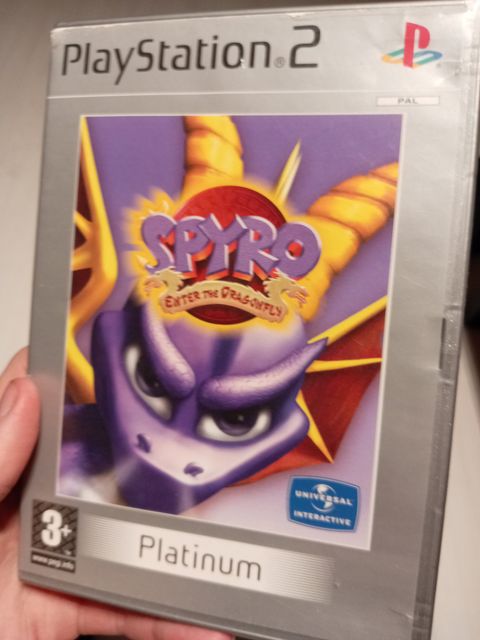 PlayStation®2
PAL
SPYRO
ENTER THE DRAGONFLY
UNIVERSAL
INTERACTIVE
3+
www.pegi.info
Platinum